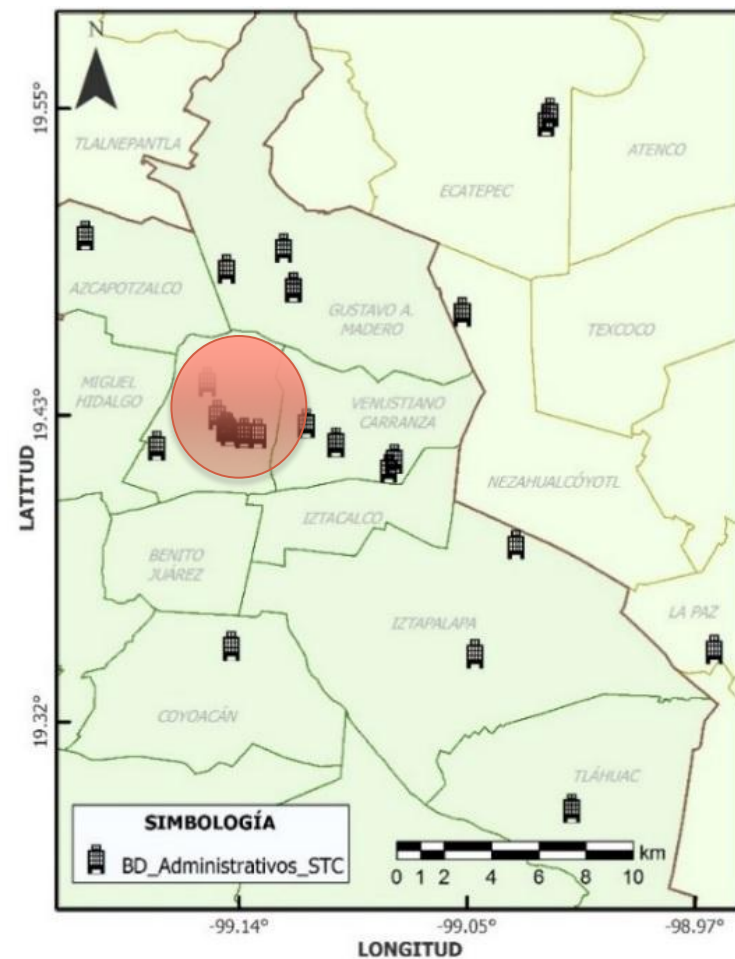 N
19.55°
TLALNEPANTLA
ATENCO
ECATEPEC
AZCAPOTZALCO
GUSTAVO A.
MADERO
TEXCOCO
MIGUEL
HIDALGO
19.43°
VENUSTIANO
CARRANZA
LATITUD
NEZAHUALCÓYOTL
IZTACALCO
BENITO
JUÁREZ
IZTAPALAPA
LA PAZ
19.32°
COYOACÁN
TLÁHUAC
SIMBOLOGÍA
BD_Administrativos_STC
km
0 1 2 4 6 8 10
-99.14° -99.05° -98.97°
LONGITUD